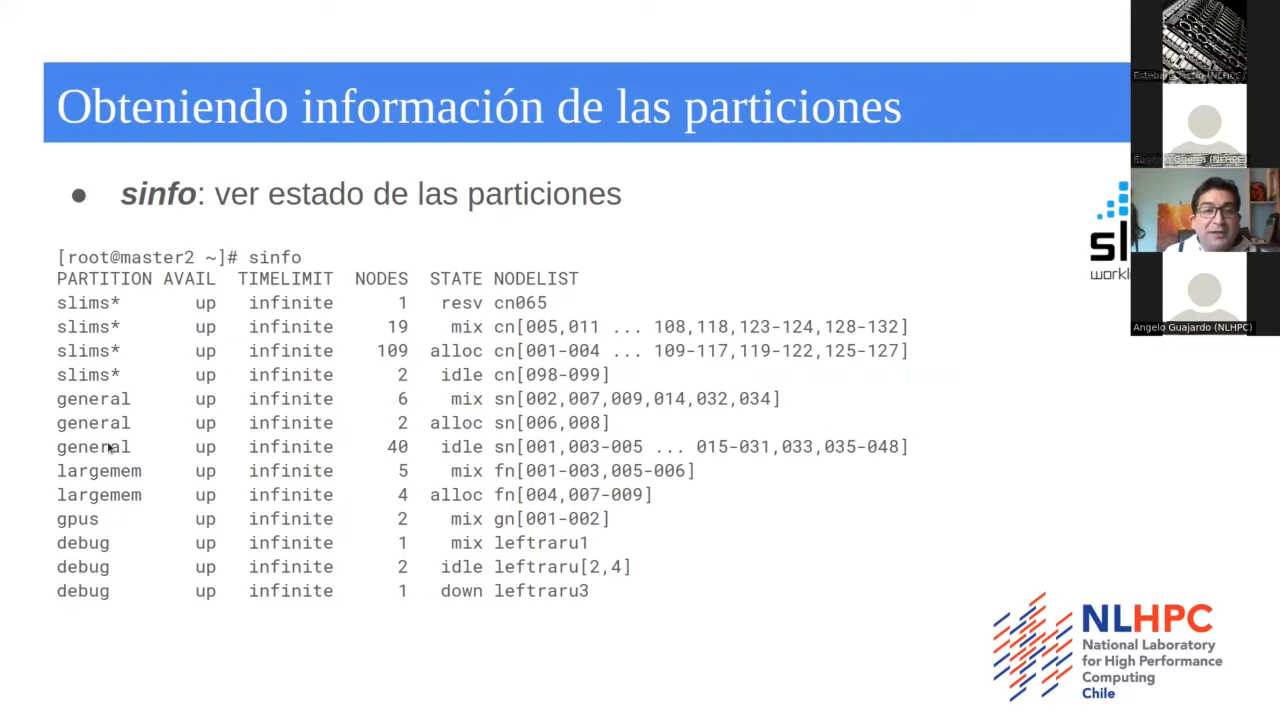 Obteniendo información de las particiones
● sinfo: ver estado de las particiones
[root@master2 ~]# sinfo
PARTITION AVAIL TIMELIMIT NODES STATE NODELIST
slims* up infinite 1 resv cn065
slims* up infinite 19 mix cn[005,011 ... 108,118,123-124,128-132]
slims* up infinite 109 alloc cn[001-004 ... 109-117,119-122,125-127]
slims* up infinite 2 idle cn[098-099]
general up infinite 6 mix sn[002,007,009,014,032,034]
general up infinite 2 alloc sn[006,008]
general up infinite 40 idle sn[001,003-005 ... 015-031,033,035-048]
largemem up infinite 5 mix fn[001-003,005-006]
largemem up infinite 4 alloc fn[004,007-009]
gpus up infinite 2 mix gn[001-002]
debug up infinite 1 mix leftraru1
debug up infinite 2 idle leftraru[2,4]
debug up infinite 1 down leftraru3
sl
workl
(NLHPC)
(NLHPC)
Angelo Guajardo (NLHPC)
NLHPC
National Laboratory
for High Performance
Computing
Chile